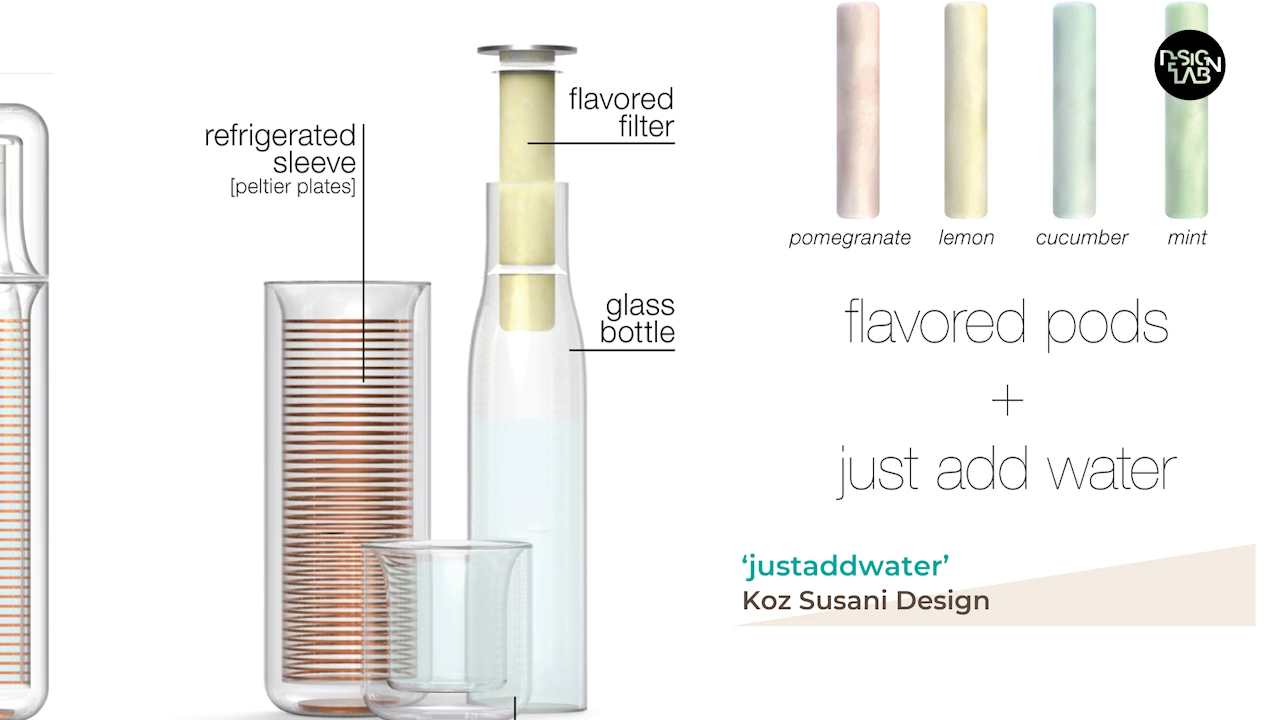 refrigerated
sleeve
[peltier plates]
flavored
filter
glass
bottle
DESIGN
LAB
pomegranate lemon cucumber mint
flavored pods
+
just add water
‘justaddwater’
Koz Susani Design